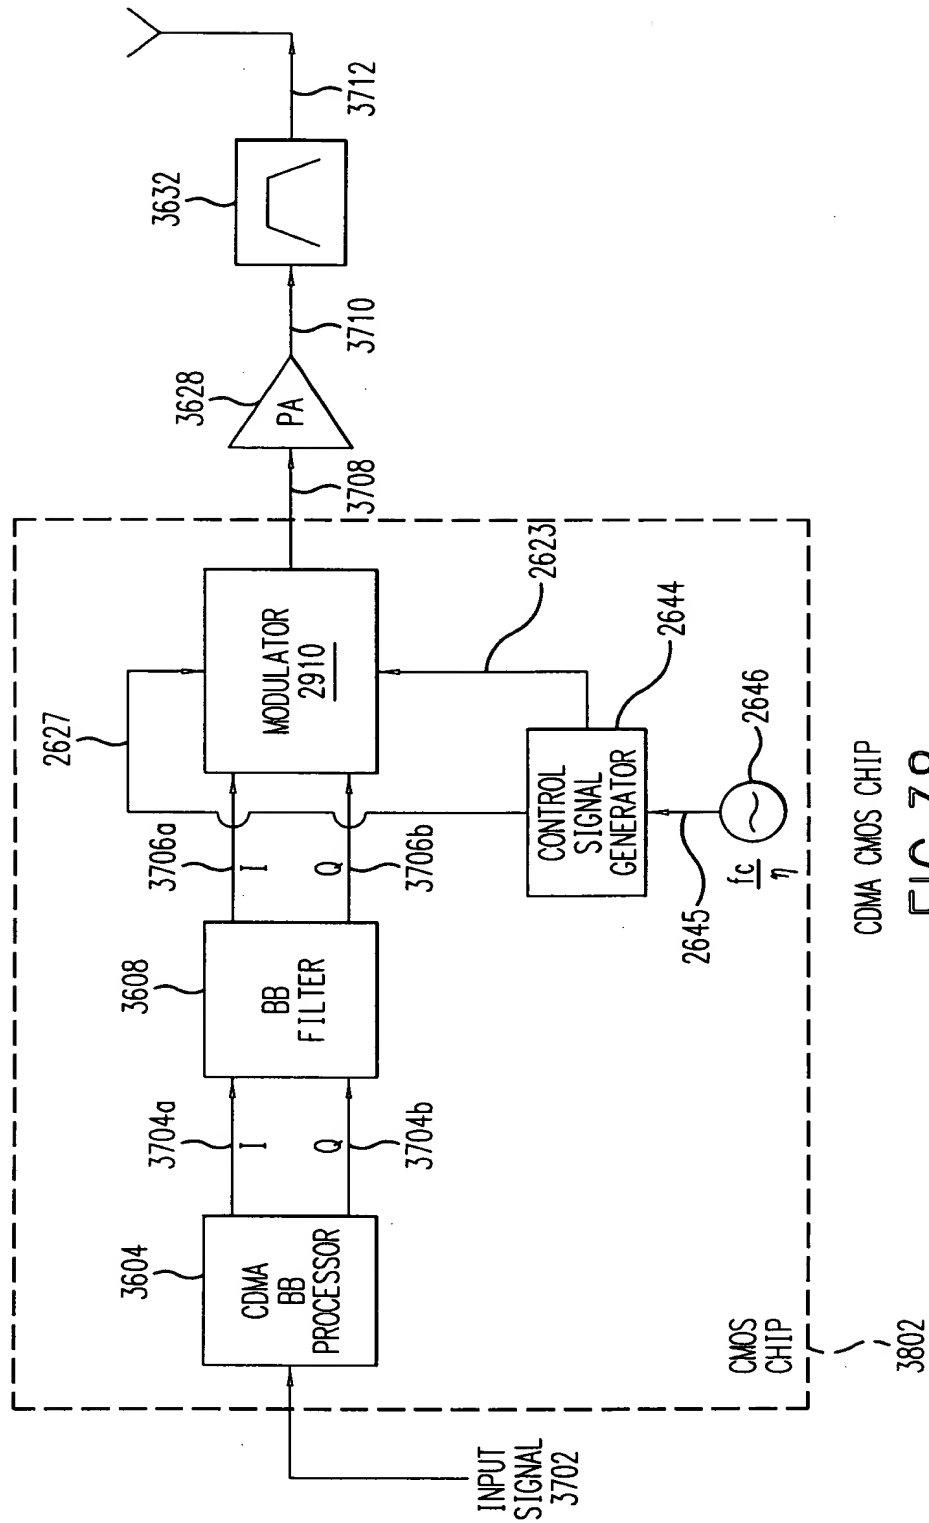 INPUT
SIGNAL
3702
3604
CDMA
BB
PROCESSOR
3704a
I
Q
3704b
3608
BB
FILTER
3706a
I
Q
3706b
2627
MODULATOR
2910
3708
3628
PA
3710
3632
3712
2623
CONTROL
SIGNAL
GENERATOR
2644
2645
fc
η
2646
CMOS
CHIP
3802
CDMA CMOS CHIP